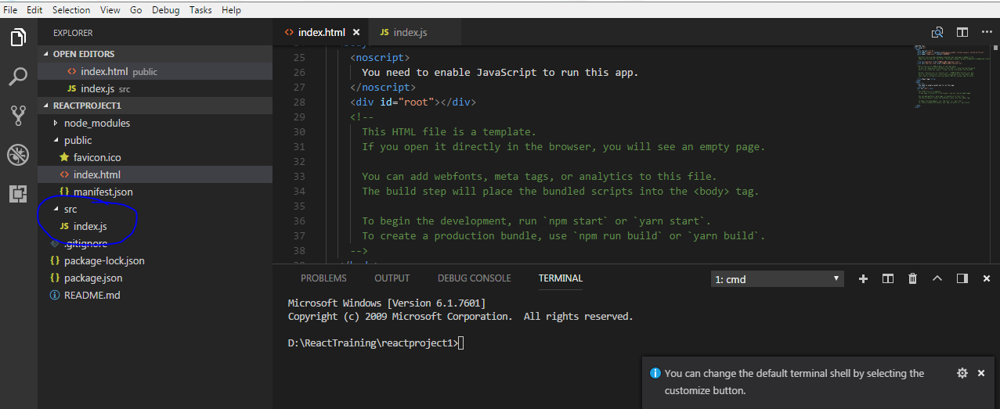 File Edit Selection View Go Debug Tasks Help
EXPLORER
OPEN EDITORS
index.html public
JS index.js src
REACTPROJECT1
node_modules
public
favicon.ico
index.html
{} manifest.json
src
JS index.js
.gitignore
{} package-lock.json
{} package.json
README.md
<> index.html × JS index.js
25 <noscript>
26 You need to enable JavaScript to run this app.
27 </noscript>
28 <div id="root"></div>
29 <!--
30 This HTML file is a template.
31 If you open it directly in the browser, you will see an empty page.
32
33 You can add webfonts, meta tags, or analytics to this file.
34 The build step will place the bundled scripts into the <body> tag.
35
36 To begin the development, run `npm start` or `yarn start`.
37 To create a production bundle, use `npm run build` or `yarn build`.
38 -->
PROBLEMS OUTPUT DEBUG CONSOLE TERMINAL 1: cmd
Microsoft Windows [Version 6.1.7601]
Copyright (c) 2009 Microsoft Corporation.  All rights reserved.
D:\ReactTraining\reactproject1>
You can change the default terminal shell by selecting the
customize button.